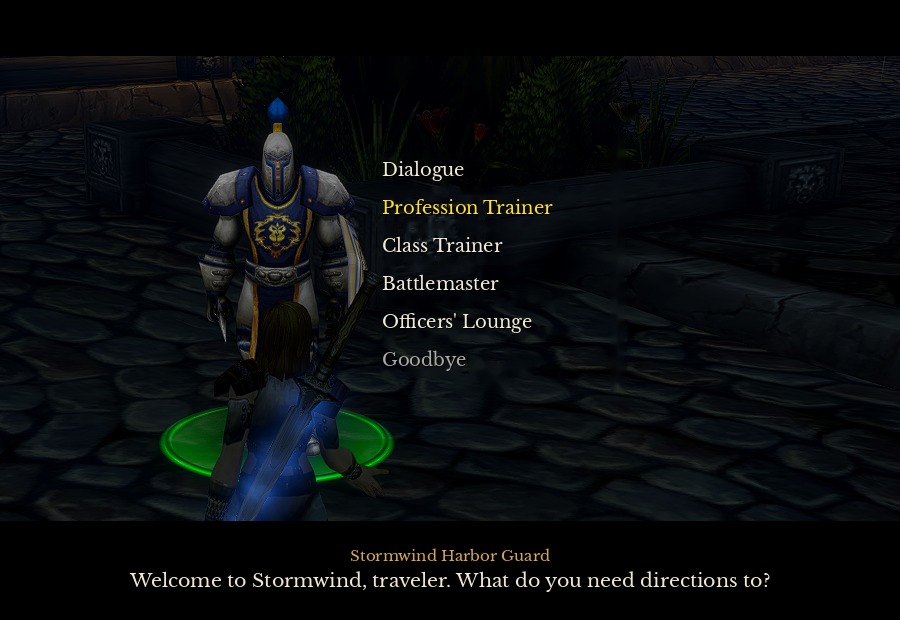 Dialogue
Profession Trainer
Class Trainer
Battlemaster
Officers' Lounge
Goodbye
Stormwind Harbor Guard
Welcome to Stormwind, traveler. What do you need directions to?